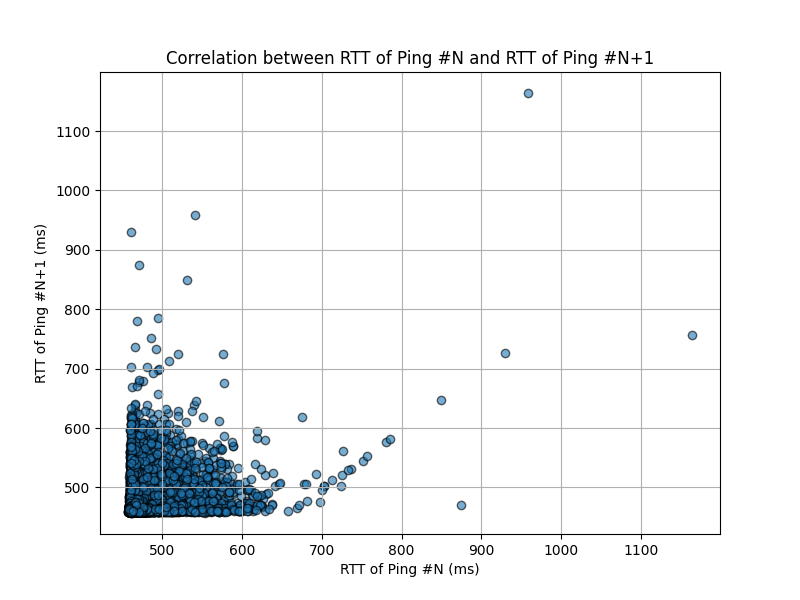 Correlation between RTT of Ping #N and RTT of Ping #N+1
RTT of Ping #N+1 (ms)
1100
1000
900
800
700
600
500
500 600 700 800 900 1000 1100
RTT of Ping #N (ms)